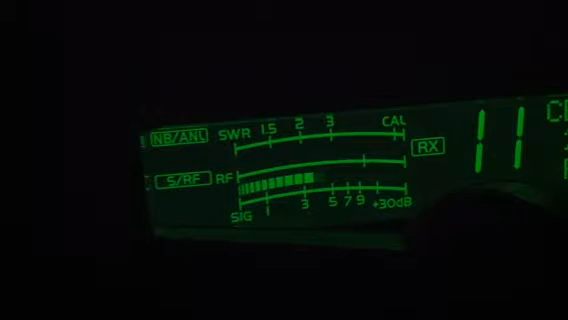 NB/ANL SWR 1.5 2 3 CAL
RX 11
S/RF RF
SIG 1 3 5 7 9 +30dB